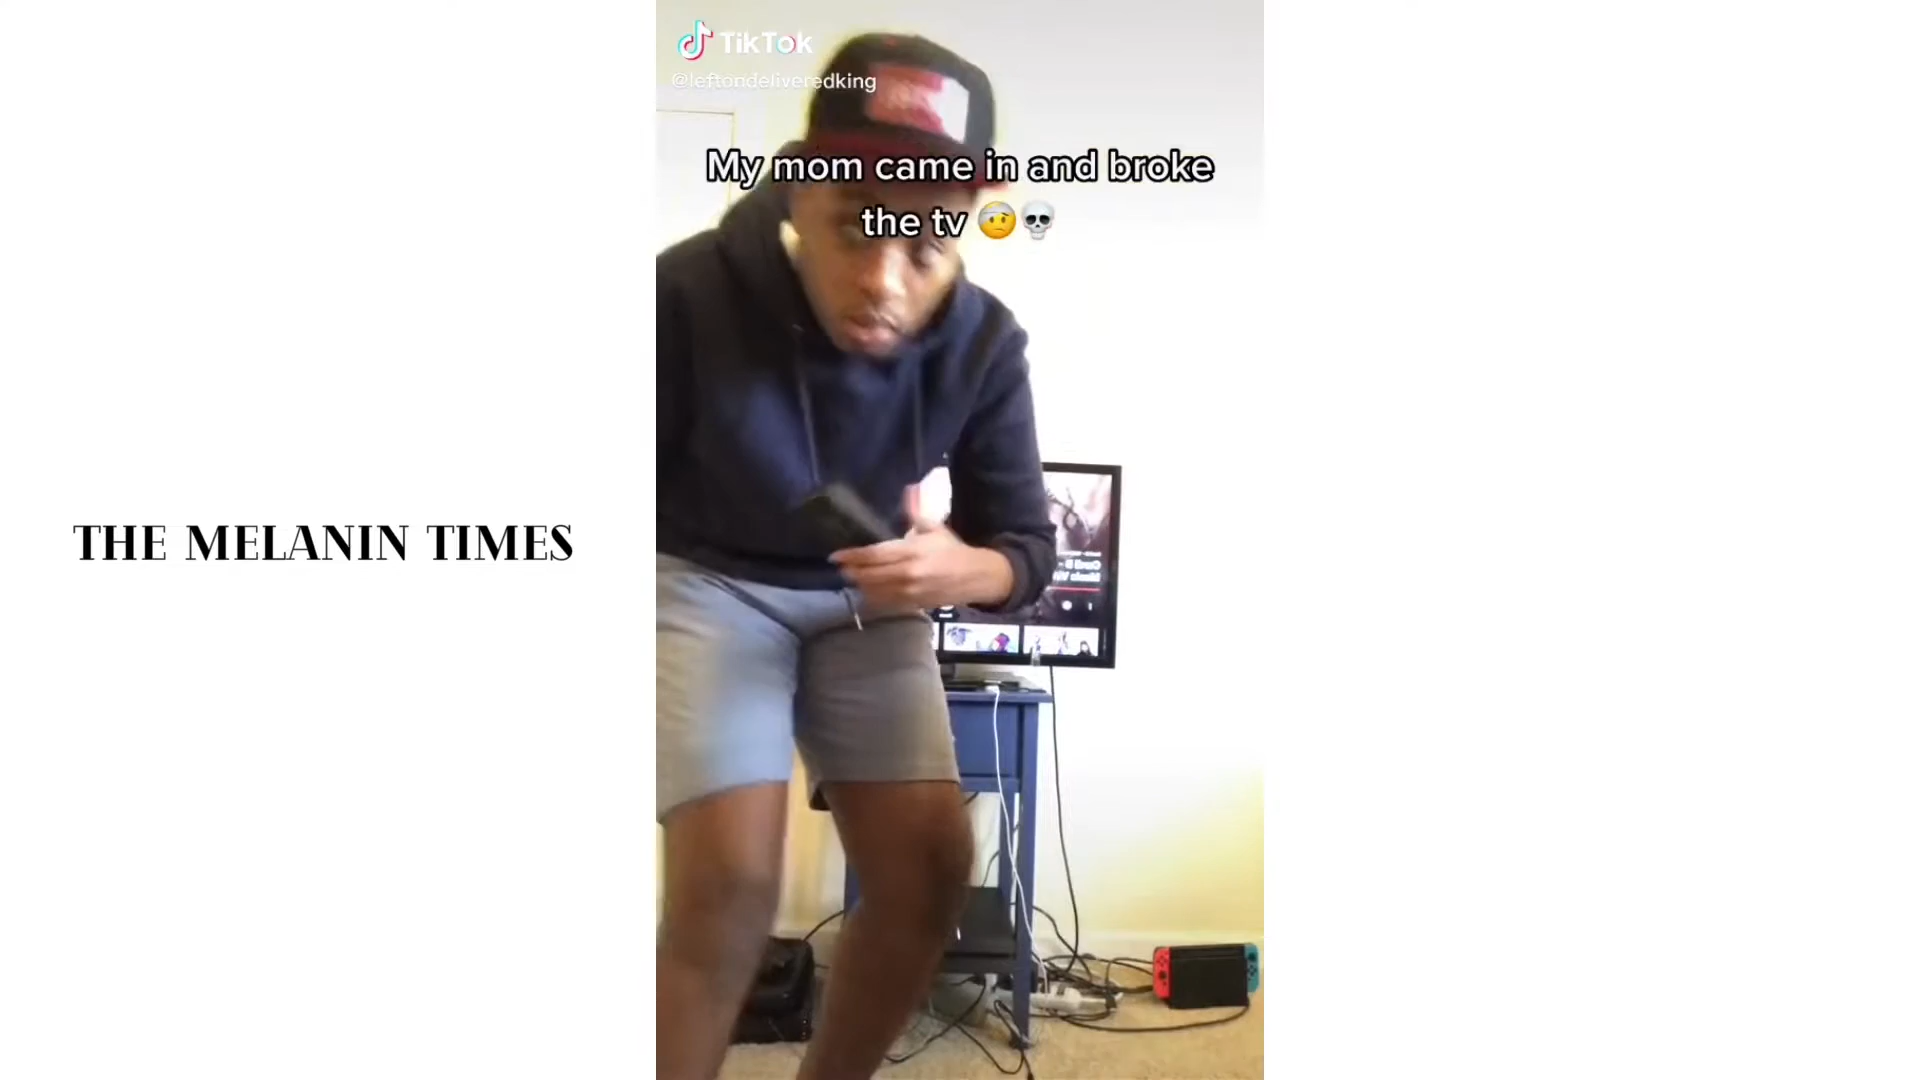 TikTok
@leftondeliveredking
My mom came in and broke
the tv 🤕💀
THE MELANIN TIMES